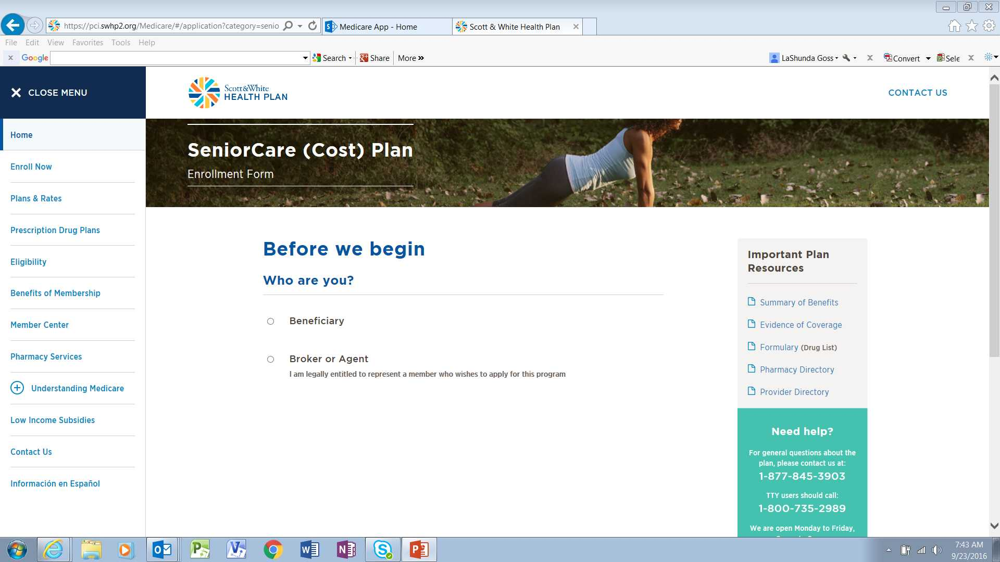 https://pci.swhp2.org/Medicare/#/application?category=senio
Medicare App - Home
Scott & White Health Plan
File Edit View Favorites Tools Help
x Google Search Share More »
LaShunda Goss x Convert Sele x
CLOSE MENU
Scott&White
HEALTH PLAN
CONTACT US
Home
Enroll Now
Plans & Rates
Prescription Drug Plans
Eligibility
Benefits of Membership
Member Center
Pharmacy Services
Understanding Medicare
Low Income Subsidies
Contact Us
Información en Español
SeniorCare (Cost) Plan
Enrollment Form
Before we begin
Who are you?
Beneficiary
Broker or Agent
I am legally entitled to represent a member who wishes to apply for this program
Important Plan
Resources
Summary of Benefits
Evidence of Coverage
Formulary (Drug List)
Pharmacy Directory
Provider Directory
Need help?
For general questions about the
plan, please contact us at:
1-877-845-3903
TTY users should call:
1-800-735-2989
We are open Monday to Friday,
7:43 AM
9/23/2016